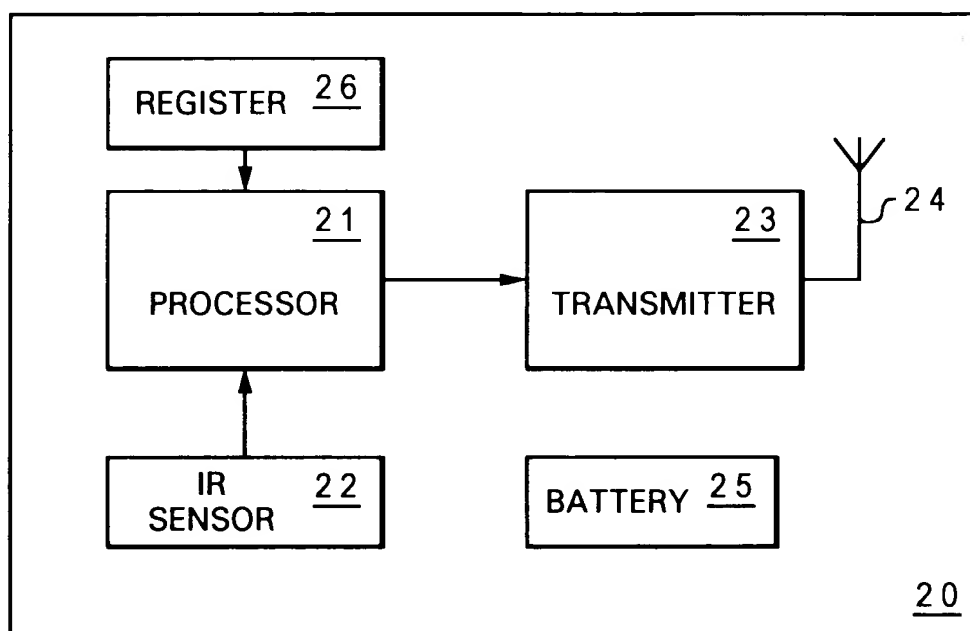 REGISTER 26
21
PROCESSOR
23
TRANSMITTER
24
IR
SENSOR 22
BATTERY 25
20